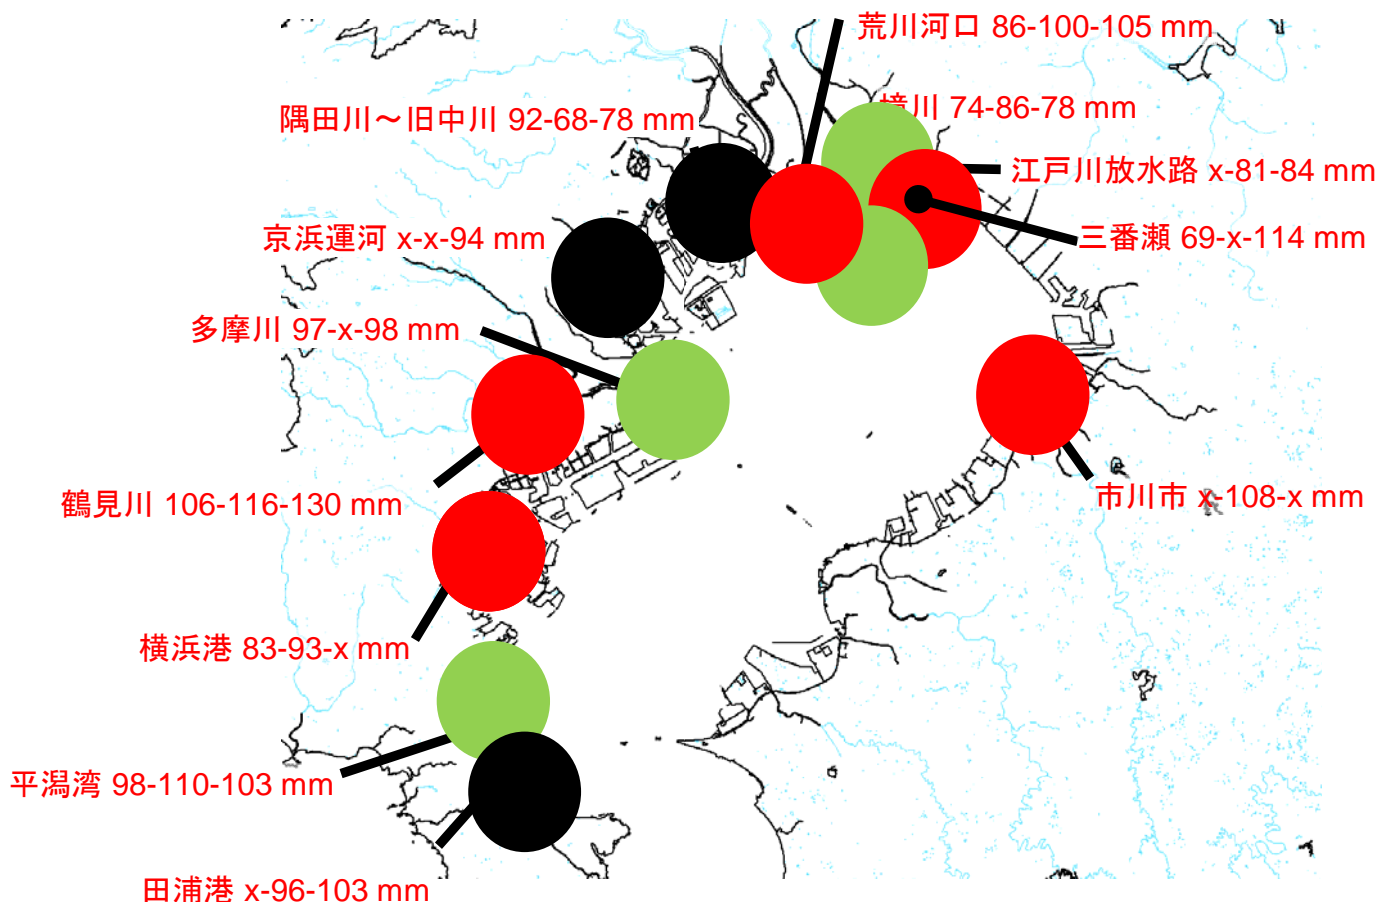 荒川河口 86-100-105 mm
境川 74-86-78 mm
隅田川～旧中川 92-68-78 mm
江戸川放水路 x-81-84 mm
京浜運河 x-x-94 mm
三番瀬 69-x-114 mm
多摩川 97-x-98 mm
鶴見川 106-116-130 mm
市川市 x-108-x mm
横浜港 83-93-x mm
平潟湾 98-110-103 mm
田浦港 x-96-103 mm